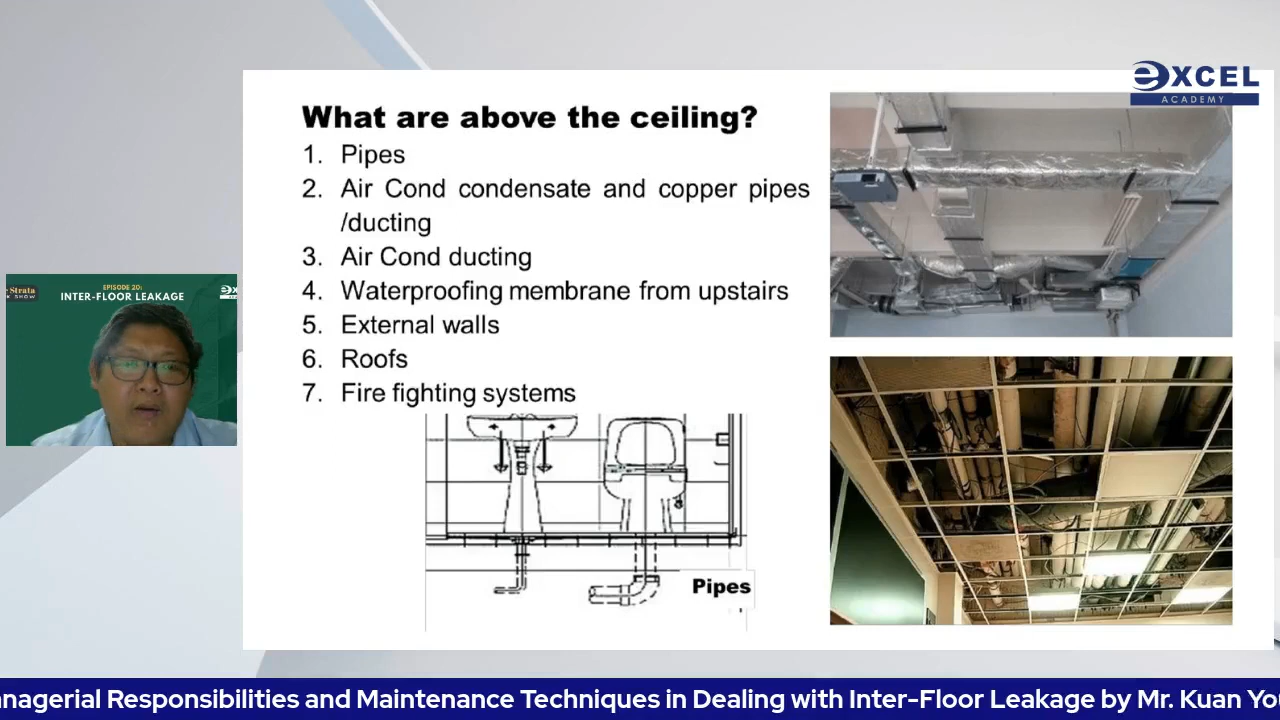 eXCEL
ACADEMY
What are above the ceiling?
1. Pipes
2. Air Cond condensate and copper pipes
/ducting
3. Air Cond ducting
4. Waterproofing membrane from upstairs
5. External walls
6. Roofs
7. Fire fighting systems
Pipes
Strata
SHOW
EPISODE 20:
INTER-FLOOR LEAKAGE
Responsibilities and Maintenance Techniques in Dealing with Inter-Floor Leakage by Mr. Kuan